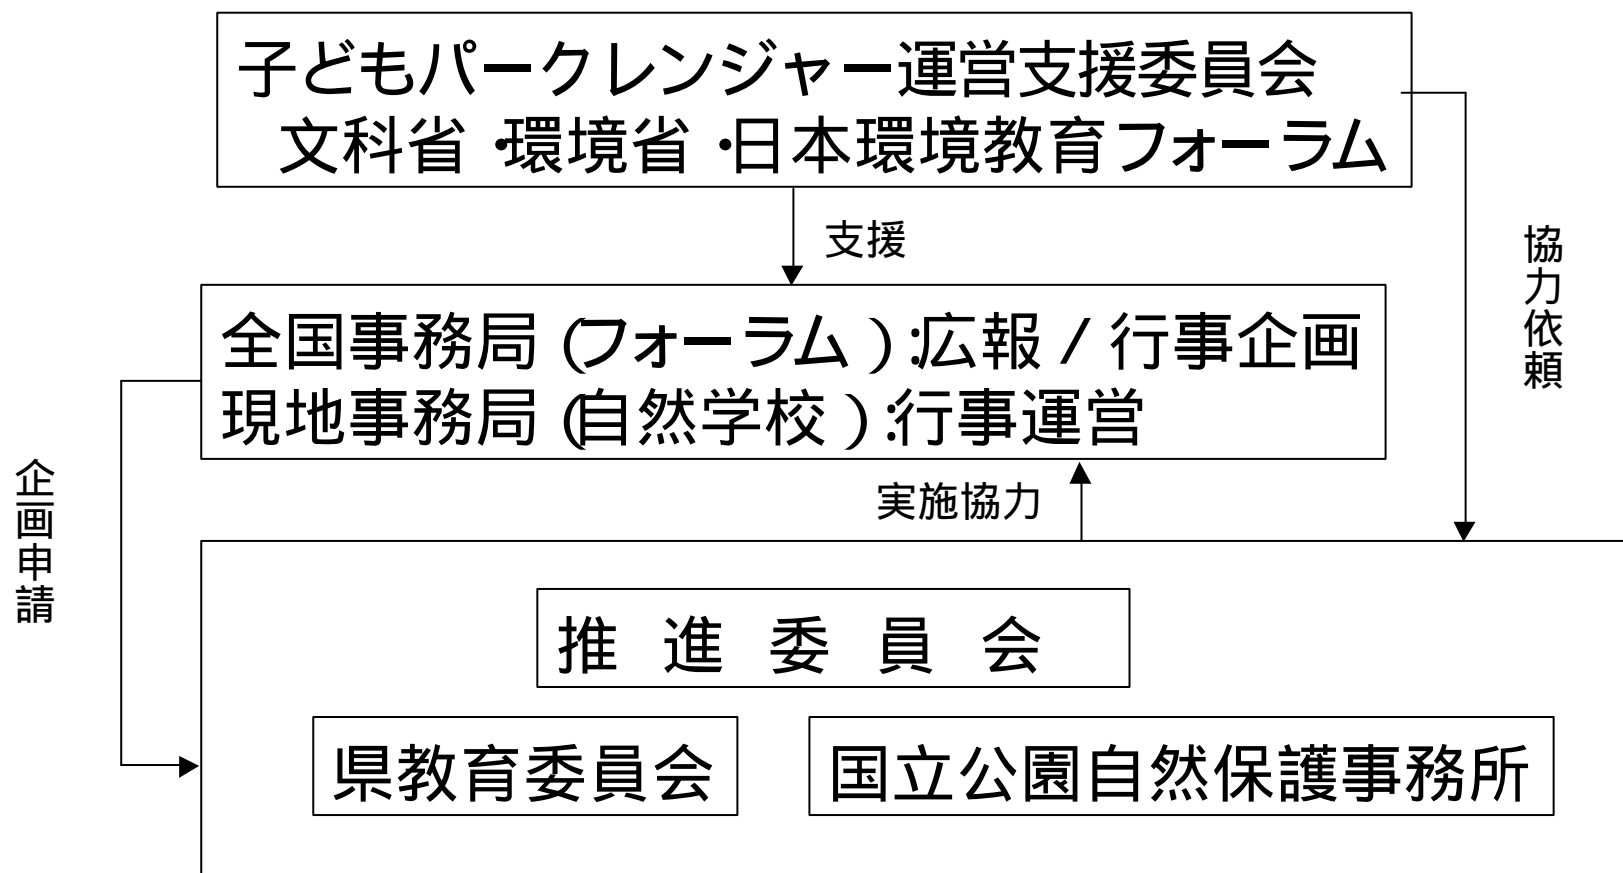 子どもパークレンジャー運営支援委員会
文科省・環境省・日本環境教育フォーラム
支援
協力依頼
全国事務局(フォーラム):広報/行事企画
現地事務局(自然学校):行事運営
企画申請
実施協力
推進委員会
県教育委員会
国立公園自然保護事務所